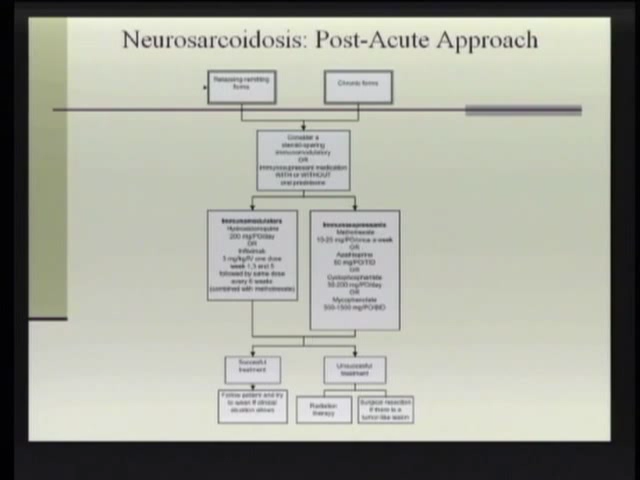 Neurosarcoidosis: Post-Acute Approach
Relapsing-remitting
forms
Chronic forms
Consider a
steroid-sparing
immunomodulatory
OR
immunosuppressant medication
WITH or WITHOUT
oral prednisone
Immunomodulators
Hydroxychloroquine
200 mg/PO/day
OR
Infliximab
3 mg/kg/IV one dose
week 1, 3 and 5
followed by same dose
every 6 weeks
(combined with methotrexate)
Immunosuppressants
Methotrexate
10-25 mg/PO/once a week
OR
Azathioprine
50 mg/PO/TID
OR
Cyclophosphamide
50-200 mg/PO/day
OR
Mycophenolate
500-1500 mg/PO/BID
Successful
treatment
Unsuccessful
treatment
Follow patient and try
to wean if clinical
situation allows
Radiation
therapy
Surgical resection
if there is a
tumor-like lesion